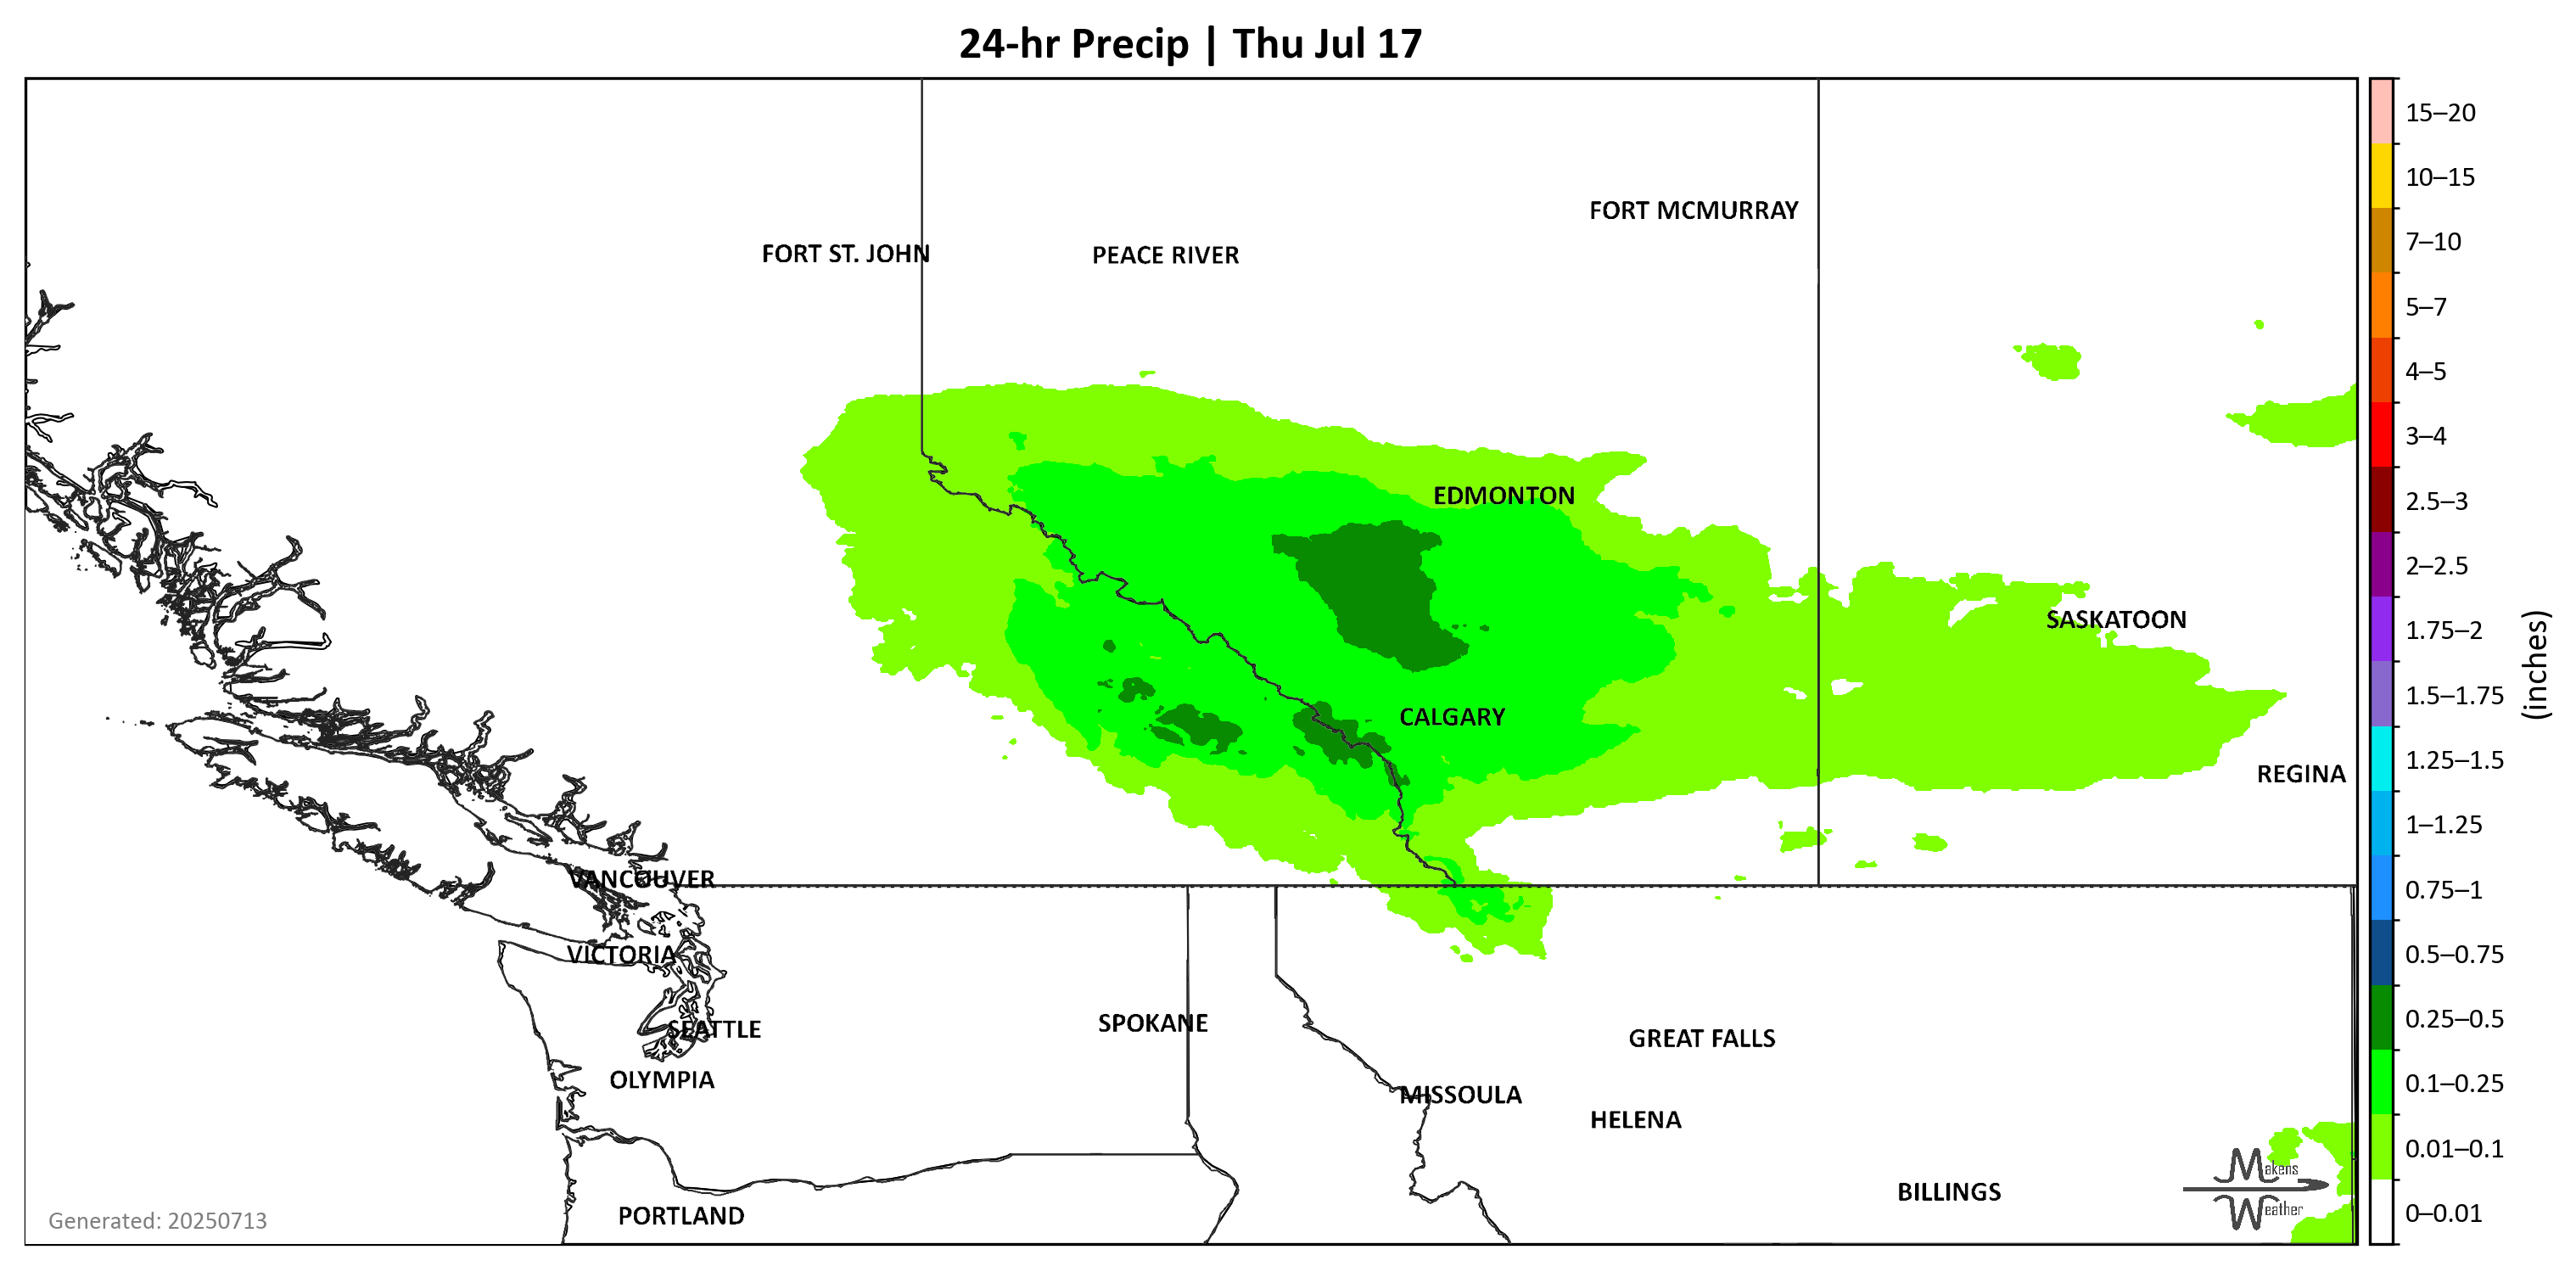 24-hr Precip | Thu Jul 17
15–20
10–15
FORT MCMURRAY
7–10
FORT ST. JOHN
PEACE RIVER
5–7
4–5
3–4
EDMONTON
2.5–3
2–2.5
SASKATOON
1.75–2
(inches)
1.5–1.75
CALGARY
1.25–1.5
REGINA
1–1.25
VANCOUVER
0.75–1
VICTORIA
0.5–0.75
SPOKANE
0.25–0.5
SEATTLE
GREAT FALLS
OLYMPIA
0.1–0.25
MISSOULA
HELENA
0.01–0.1
Makens
Weather
BILLINGS
PORTLAND
0–0.01
Generated: 20250713